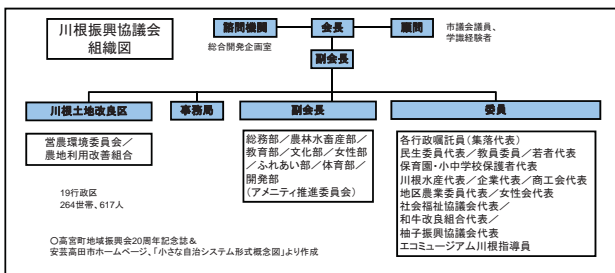 川根振興協議会
組織図
諮問機関
総合開発企画室
会長
顧問
市議会議員、
学識経験者
副会長
川根土地改良区
営農環境委員会／
農地利用改善組合
事務局
副会長
総務部／農林水畜産部／
教育部／文化部／女性部
／ふれあい部／体育部／
開発部
（アメニティ推進委員会）
委員
各行政嘱託員（集落代表）
民生委員代表／教員委員／若者代表
保育園・小中学校保護者代表
川根水産代表／企業代表／商工会代表
地区農業委員代表／女性会代表
社会福祉協議会代表／
和牛改良組合代表／
柚子振興協議会代表
エコミュージアム川根指導員
19行政区
264世帯、617人
○高宮町地域振興会20周年記念誌＆
安芸高田市ホームページ、「小さな自治システム形式概念図」より作成